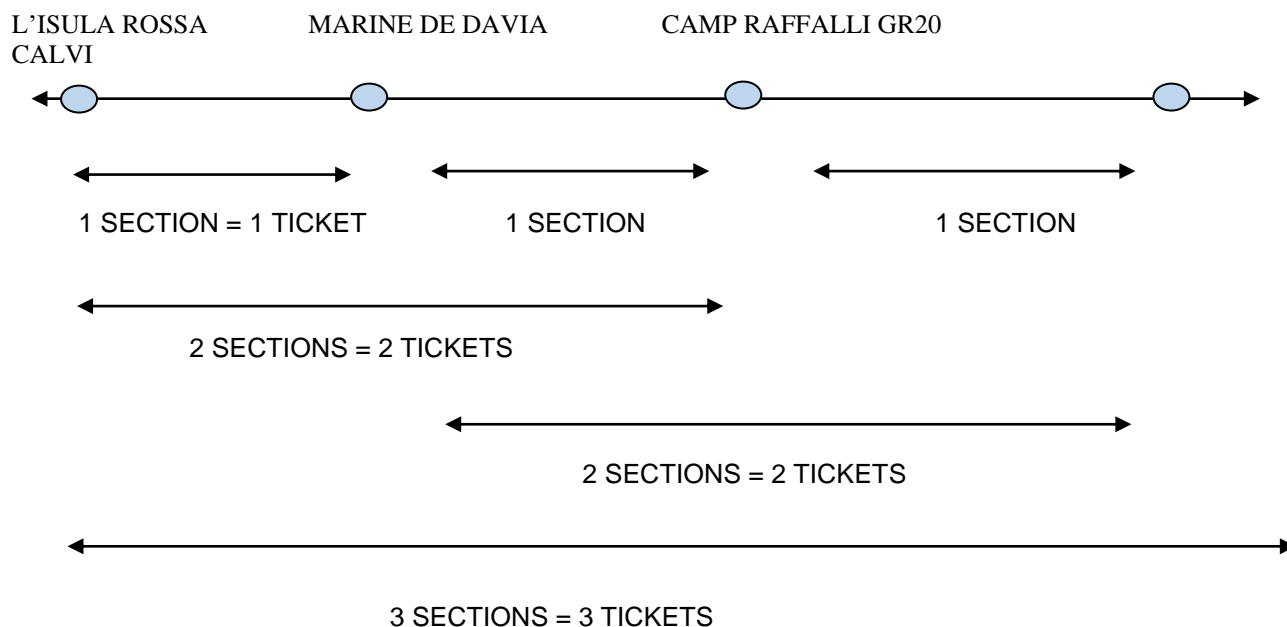 L'ISULA ROSSA MARINE DE DAVIA CAMP RAFFALLI GR20
CALVI
1 SECTION = 1 TICKET 1 SECTION 1 SECTION
2 SECTIONS = 2 TICKETS
2 SECTIONS = 2 TICKETS
3 SECTIONS = 3 TICKETS